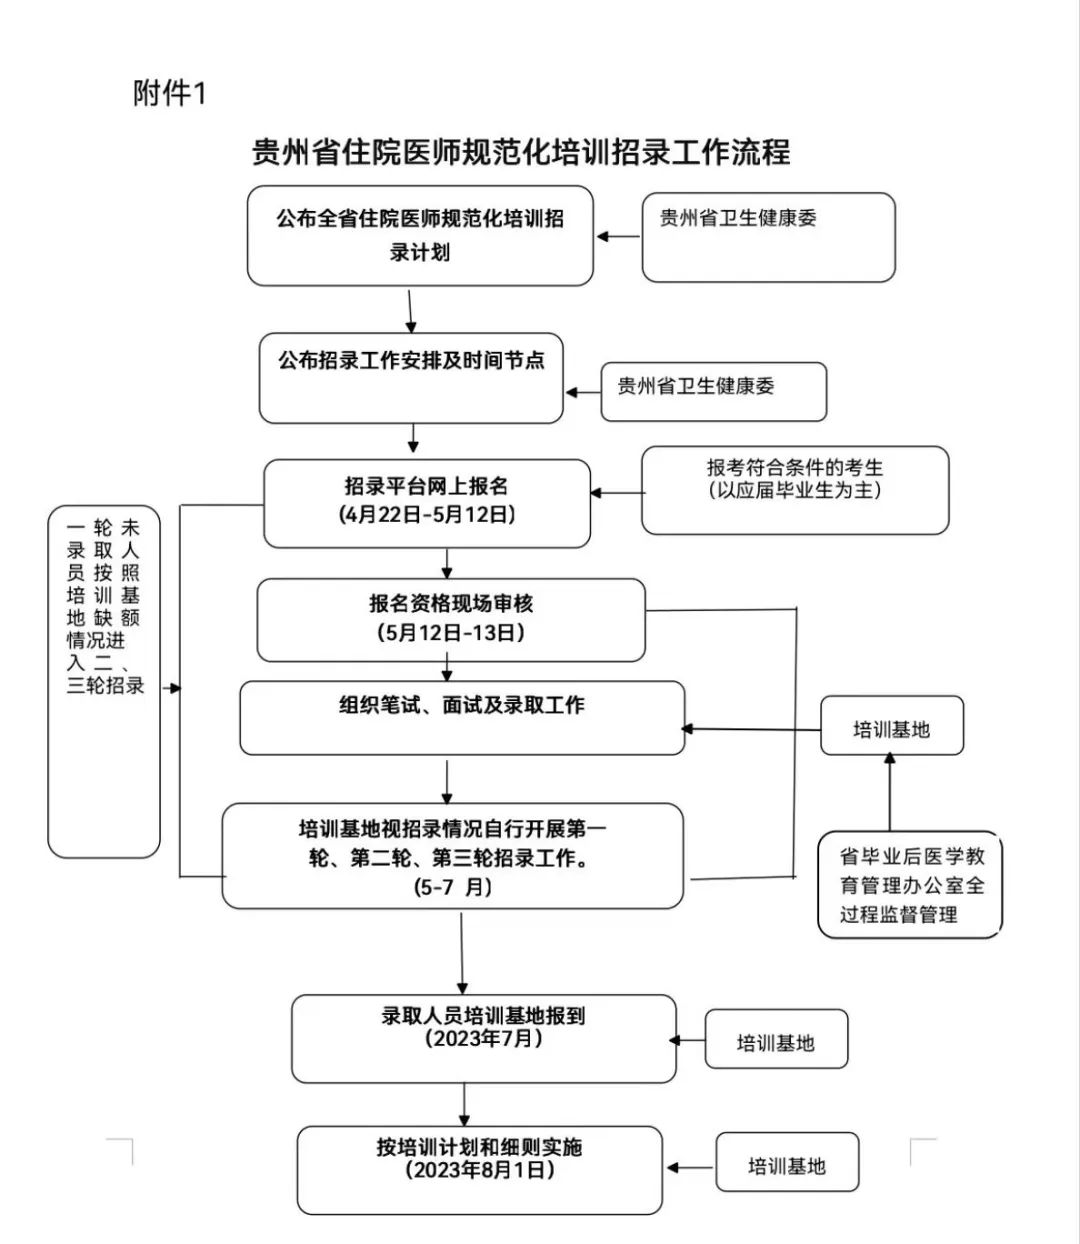 附件1
贵州省住院医师规范化培训招录工作流程
公布全省住院医师规范化培训招
录计划
贵州省卫生健康委
公布招录工作安排及时间节点
贵州省卫生健康委
招录平台网上报名
(4月22日-5月12日)
报考符合条件的考生
(以应届毕业生为主)
一轮未
录取人
员按照
培训基
地缺额
情况进
入二、
三轮招录
报名资格现场审核
(5月12日-13日)
组织笔试、面试及录取工作
培训基地
培训基地视招录情况自行开展第一
轮、第二轮、第三轮招录工作。
(5-7 月)
省毕业后医学教
育管理办公室全
过程监督管理
录取人员培训基地报到
(2023年7月)
培训基地
按培训计划和细则实施
(2023年8月1日)
培训基地